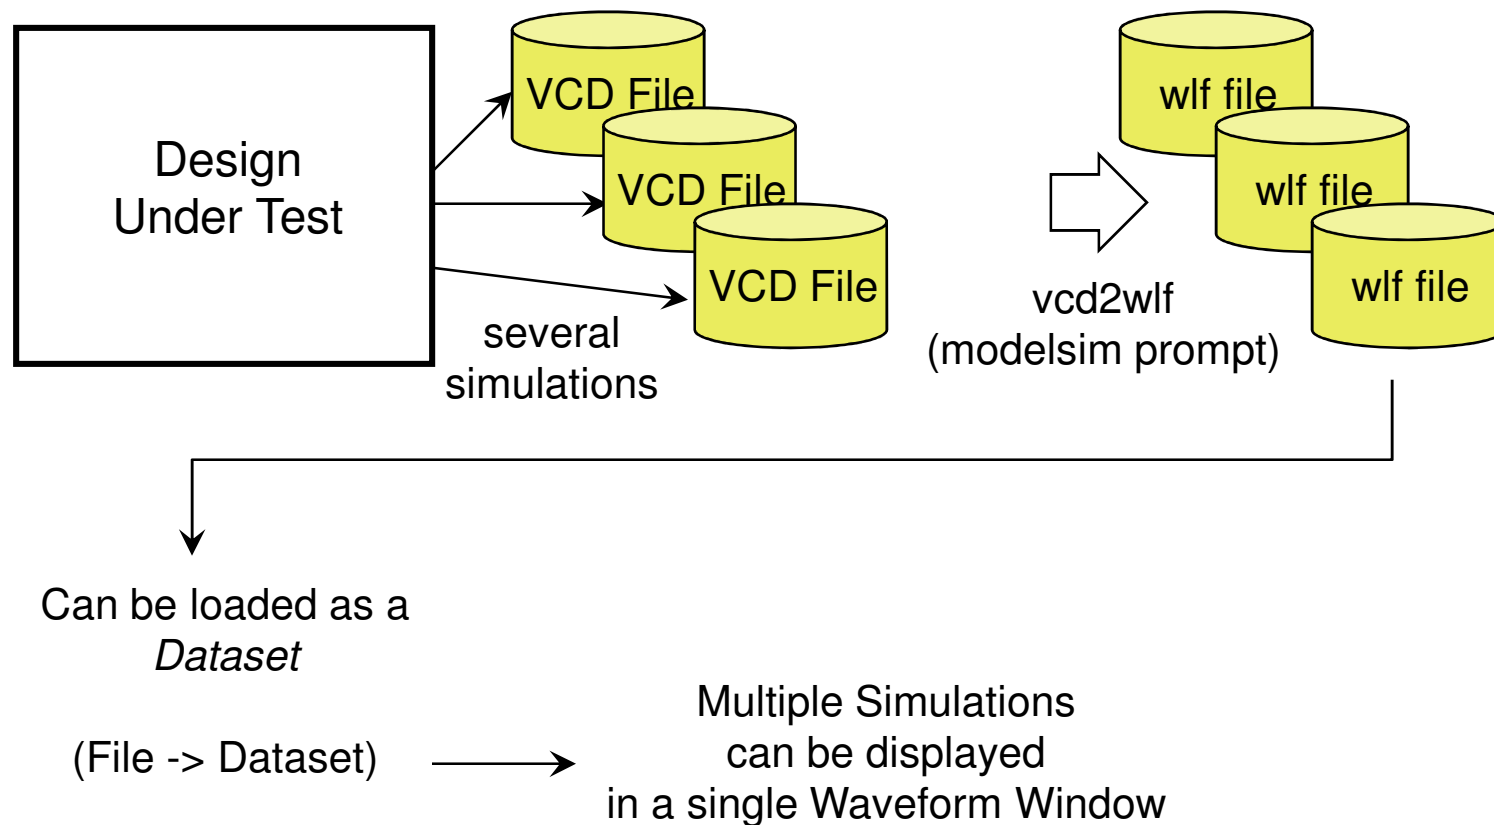 Design
Under Test
VCD File
VCD File
VCD File
several
simulations
vcd2wlf
(modelsim prompt)
wlf file
wlf file
wlf file
Can be loaded as a
Dataset
(File -> Dataset)
Multiple Simulations
can be displayed
in a single Waveform Window